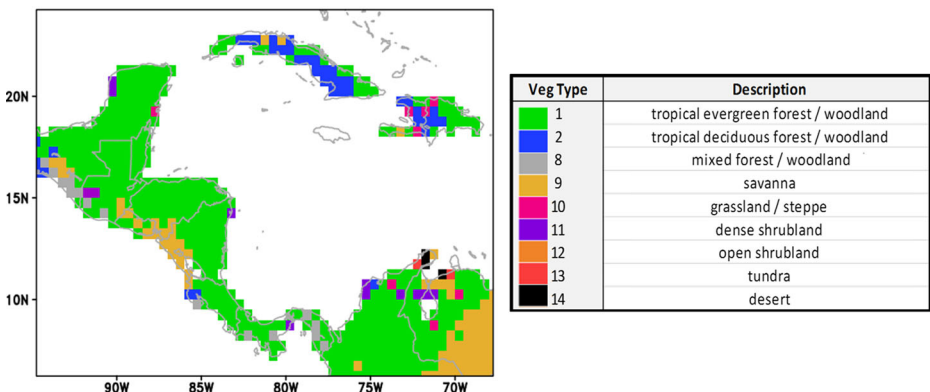 20N
15N
10N
90W 85W 80W 75W 70W
Veg Type Description
1 tropical evergreen forest / woodland
2 tropical deciduous forest / woodland
8 mixed forest / woodland
9 savanna
10 grassland / steppe
11 dense shrubland
12 open shrubland
13 tundra
14 desert